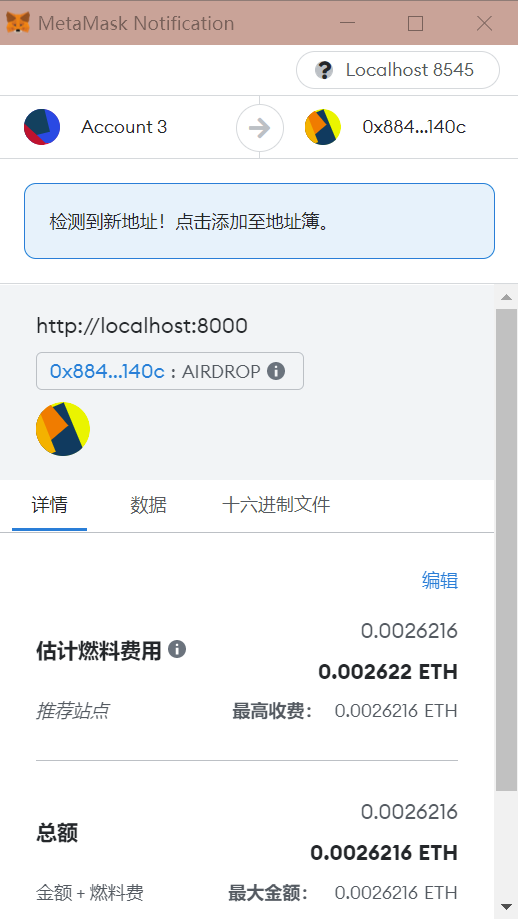 MetaMask Notification
Localhost 8545
Account 3
0x884...140c
检测到新地址！点击添加至地址簿。
http://localhost:8000
0x884...140c : AIRDROP
详情 数据 十六进制文件
编辑
0.0026216
估计燃料费用
0.002622 ETH
推荐站点 最高收费： 0.0026216 ETH
0.0026216
总额
0.0026216 ETH
金额 + 燃料费 最大金额： 0.0026216 ETH